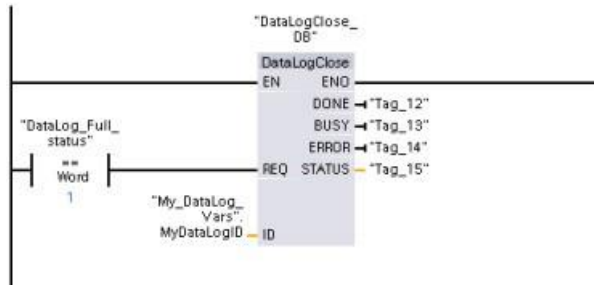 "DataLogClose_
DB"
DataLogClose
EN ENO
DONE "Tag_12"
BUSY "Tag_13"
ERROR "Tag_14"
"DataLog_Full_
status"
==
Word
1
REQ STATUS "Tag_15"
"My_DataLog_
Vars".
MyDataLogID ID